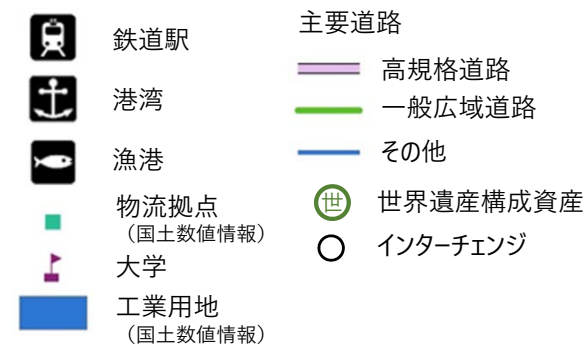 鉄道駅
港湾
漁港
物流拠点
（国土数値情報）
大学
工業用地
（国土数値情報）
主要道路
高規格道路
一般広域道路
その他
世 世界遺産構成資産
インターチェンジ